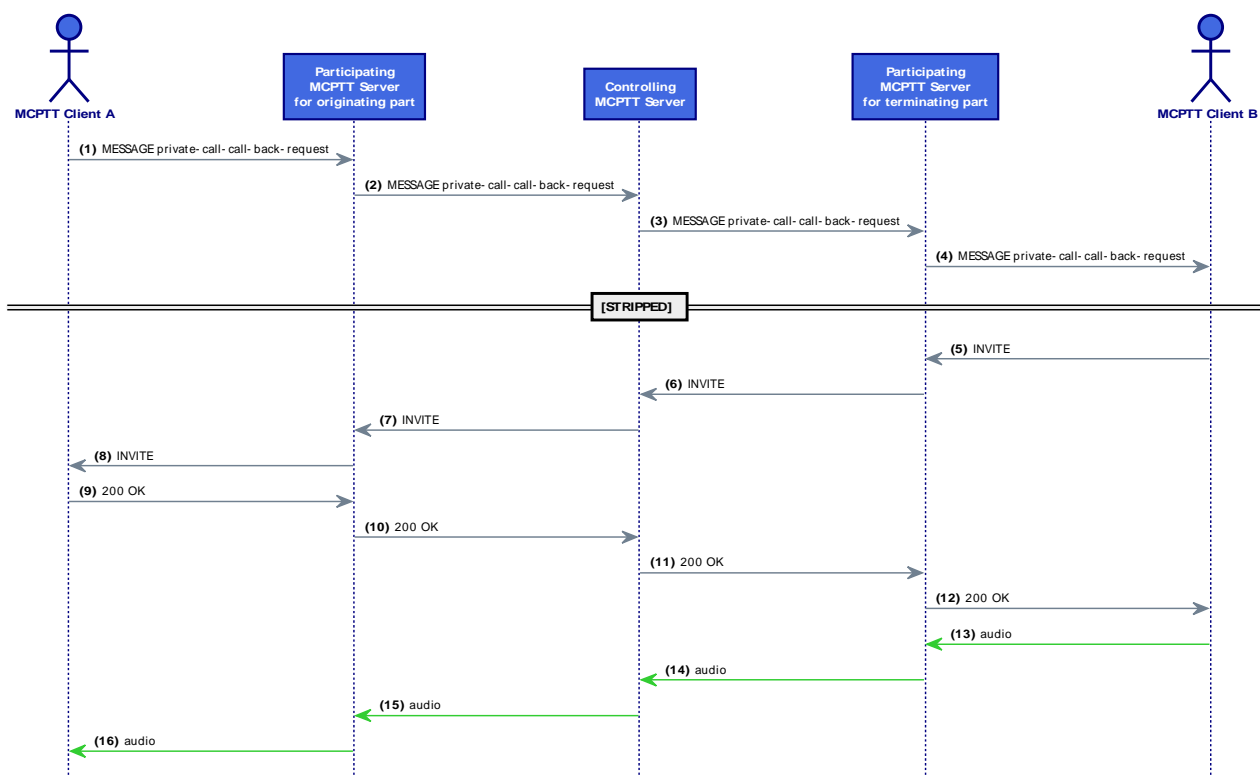 MCPTT Client A
Participating
MCPTT Server
for originating part
Controlling
MCPTT Server
Participating
MCPTT Server
for terminating part
MCPTT Client B
(1) MESSAGE private-call-call-back-request
(2) MESSAGE private-call-call-back-request
(3) MESSAGE private-call-call-back-request
(4) MESSAGE private-call-call-back-request
[STRIPPED]
(5) INVITE
(6) INVITE
(7) INVITE
(8) INVITE
(9) 200 OK
(10) 200 OK
(11) 200 OK
(12) 200 OK
(13) audio
(14) audio
(15) audio
(16) audio